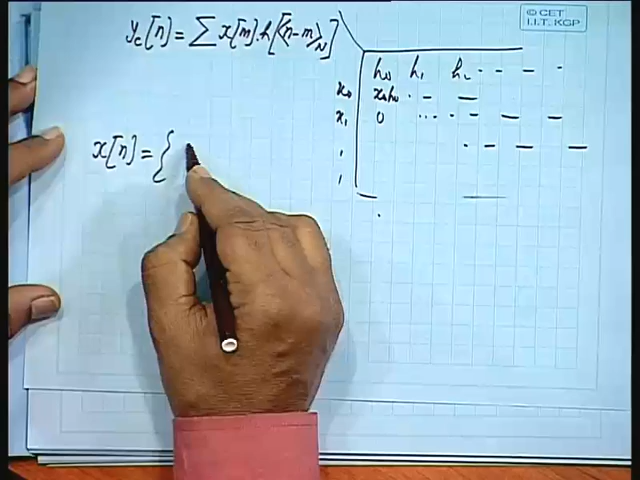 © CET
I.I.T. KGP
y_c[n] = Σ x[m].h[⟨n-m⟩_N]
h₀ h₁ h₂ - - - -
x₀ x₀h₀ . - -
x₁ 0 ... - - - -
x[n] = {